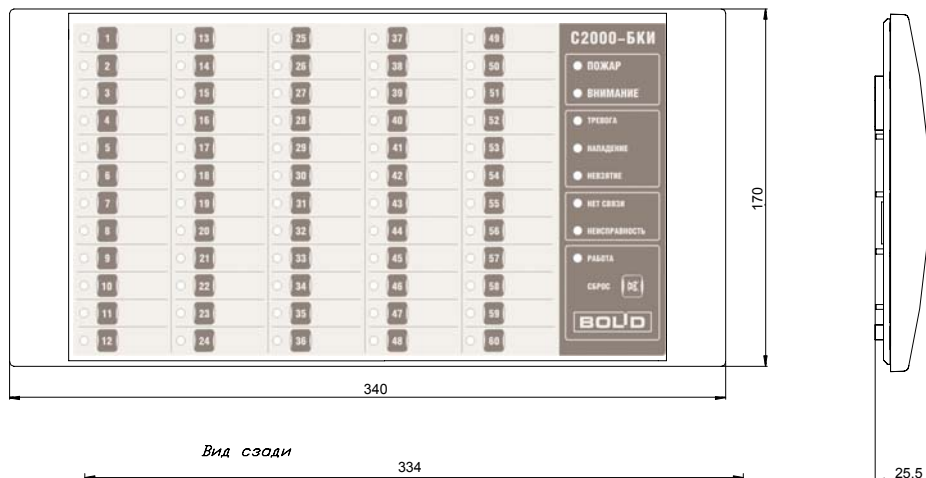 1 13 25 37 49 С2000-БКИ
2 14 26 38 50 ПОЖАР
3 15 27 39 51 ВНИМАНИЕ
4 16 28 40 52 ТРЕВОГА
5 17 29 41 53 НАПАДЕНИЕ
6 18 30 42 54 НЕВЗЯТИЕ
7 19 31 43 55 НЕТ СВЯЗИ
8 20 32 44 56 НЕИСПРАВНОСТЬ
9 21 33 45 57 РАБОТА
10 22 34 46 58 СБРОС
11 23 35 47 59 BOLID
12 24 36 48 60
170
340
Вид сзади
334
25.5